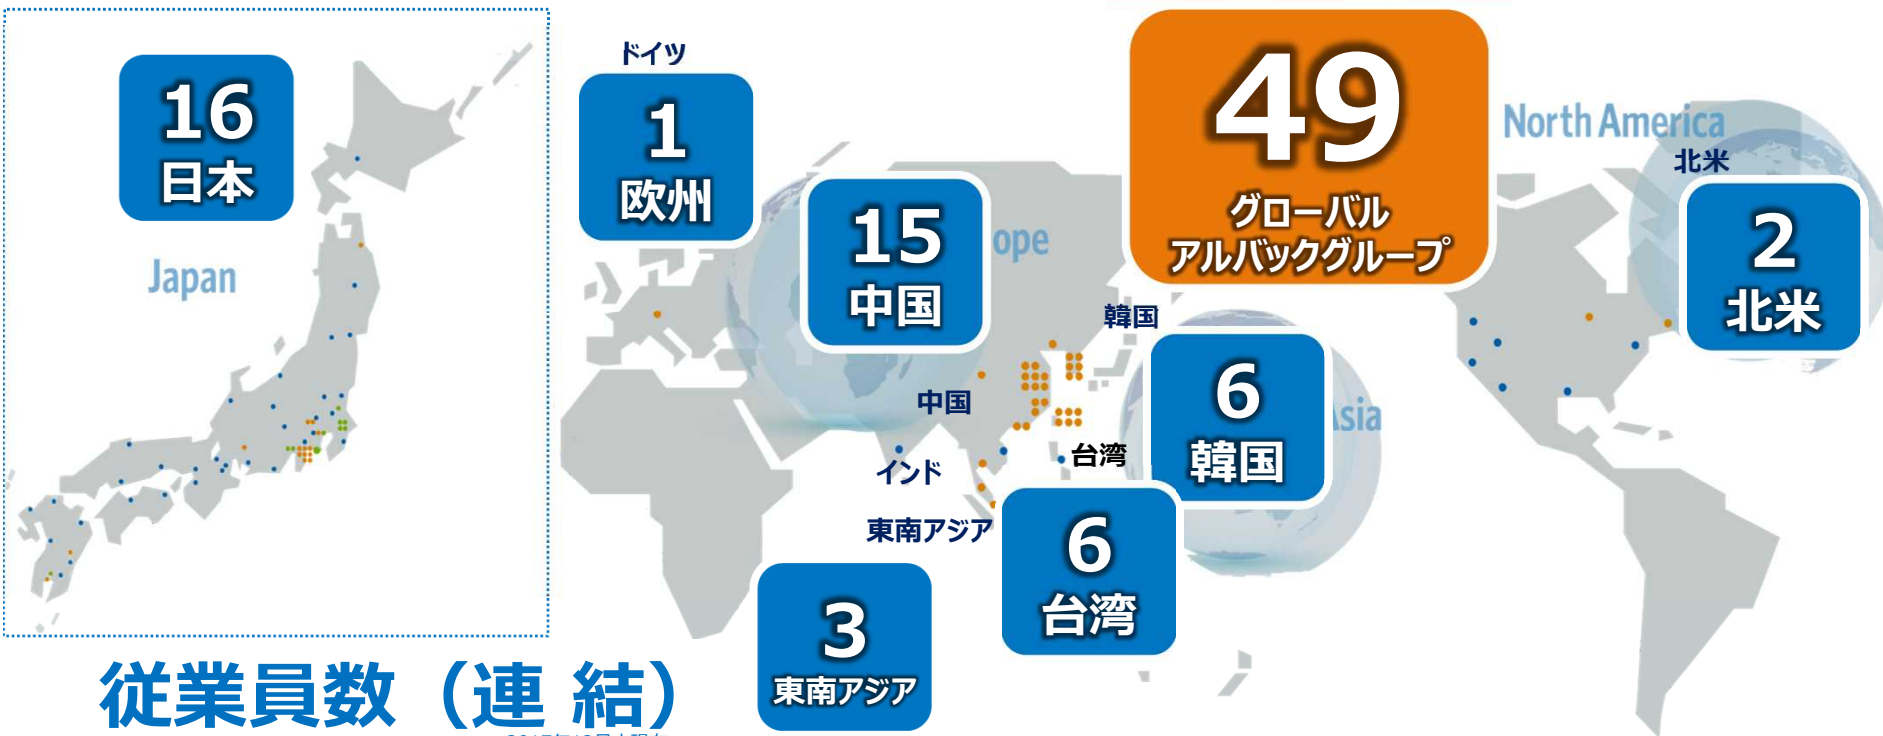 16
日本
Japan
ドイツ
1
欧州
15
中国
ope
49
グローバル
アルバックグループ
North America
北米
2
北米
韓国
6
韓国
sia
中国
インド
台湾
東南アジア
6
台湾
3
東南アジア
従業員数（連 結）